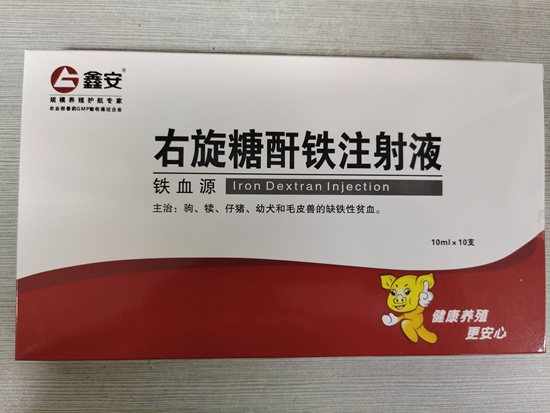 鑫安®
规模养殖护航专家
农业部兽药GMP验收通过企业
右旋糖酐铁注射液
铁血源 Iron Dextran Injection
主治：驹、犊、仔猪、幼犬和毛皮兽的缺铁性贫血。
10ml×10支
健康养殖
更安心